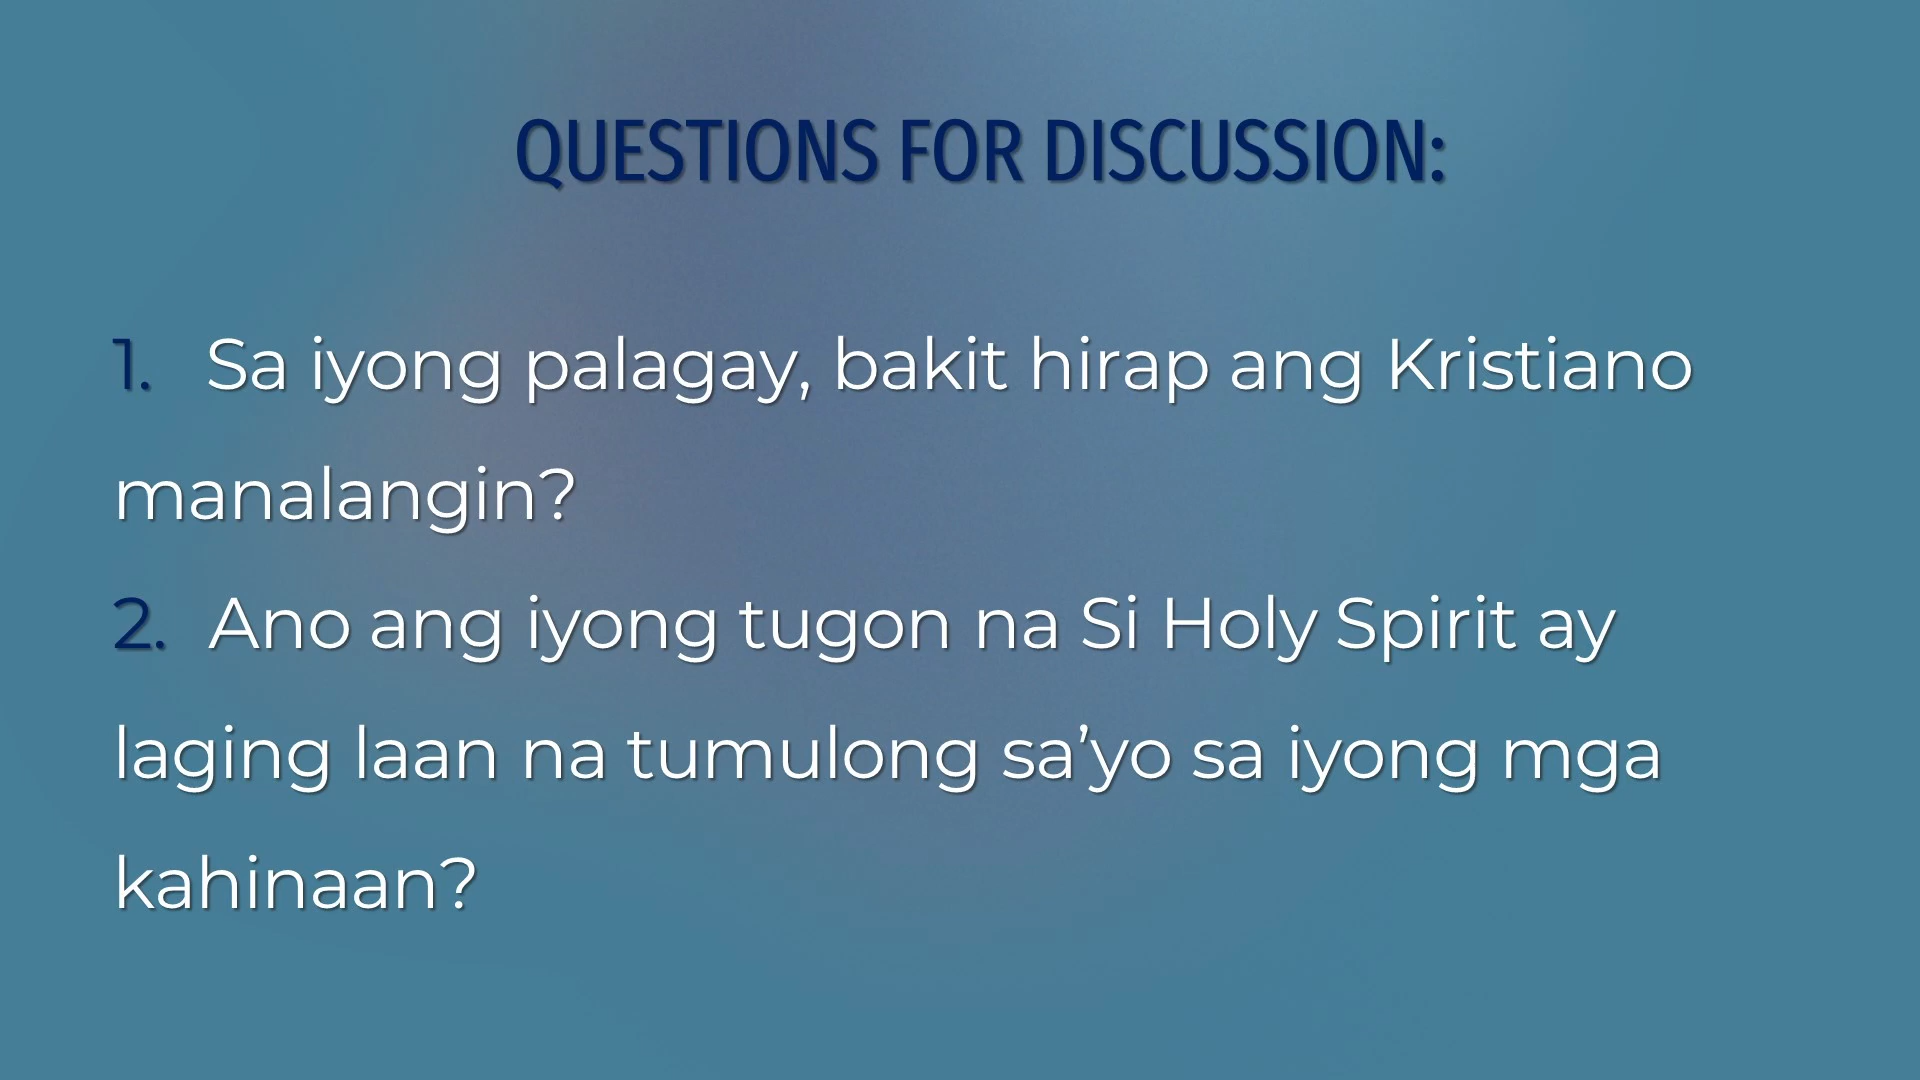 QUESTIONS FOR DISCUSSION:
1. Sa iyong palagay, bakit hirap ang Kristiano
manalangin?
2. Ano ang iyong tugon na Si Holy Spirit ay
laging laan na tumulong sa’yo sa iyong mga
kahinaan?